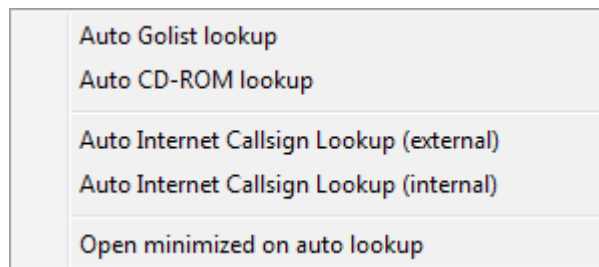 Auto Golist lookup
Auto CD-ROM lookup
Auto Internet Callsign Lookup (external)
Auto Internet Callsign Lookup (internal)
Open minimized on auto lookup